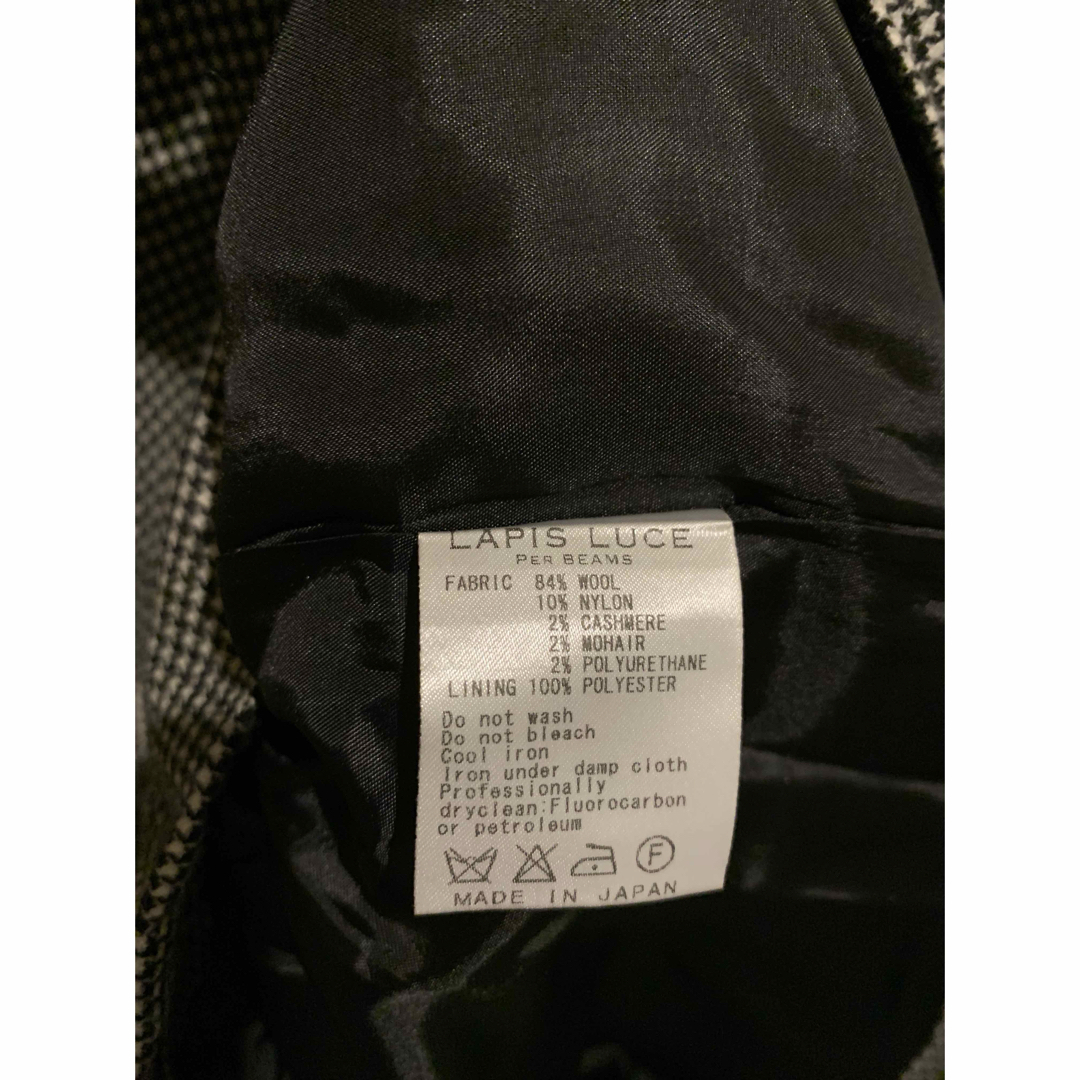 LAPIS LUCE
PER BEAMS
FABRIC 84% WOOL
10% NYLON
2% CASHMERE
2% MOHAIR
2% POLYURETHANE
LINING 100% POLYESTER
Do not wash
Do not bleach
Cool iron
Iron under damp cloth
Professionally
dryclean:Fluorocarbon
or petroleum
F
MADE IN JAPAN